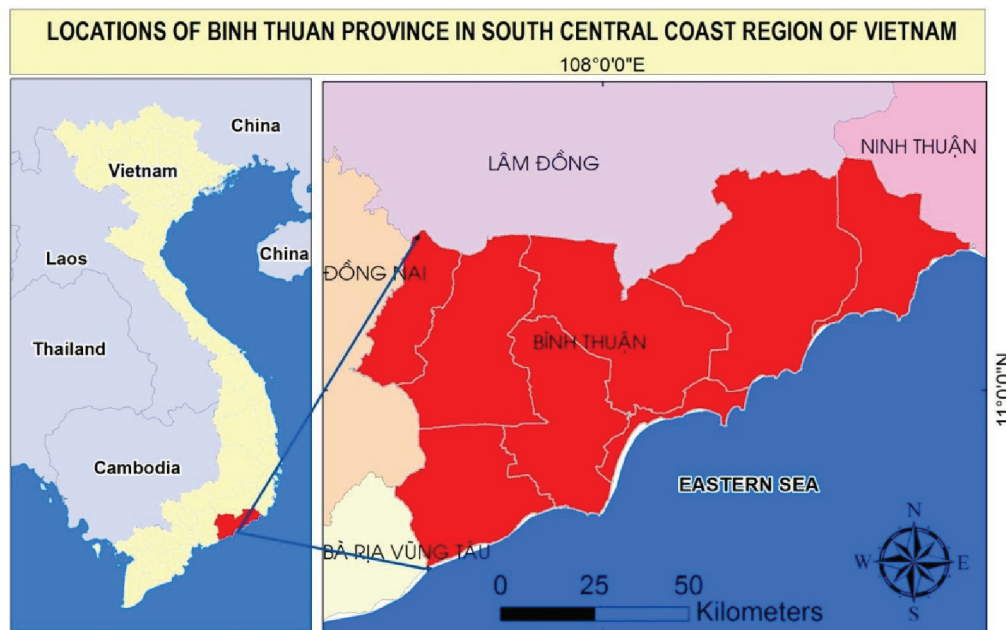 LOCATIONS OF BINH THUAN PROVINCE IN SOUTH CENTRAL COAST REGION OF VIETNAM
108°0'0"E
China
Vietnam
China
Laos
Thailand
Cambodia
LÂM ĐỒNG
NINH THUẬN
ĐỒNG NAI
BÌNH THUẬN
11°0'0"N
EASTERN SEA
BÀ RỊA VŨNG TÀU
N
W
E
S
0
25
50
Kilometers